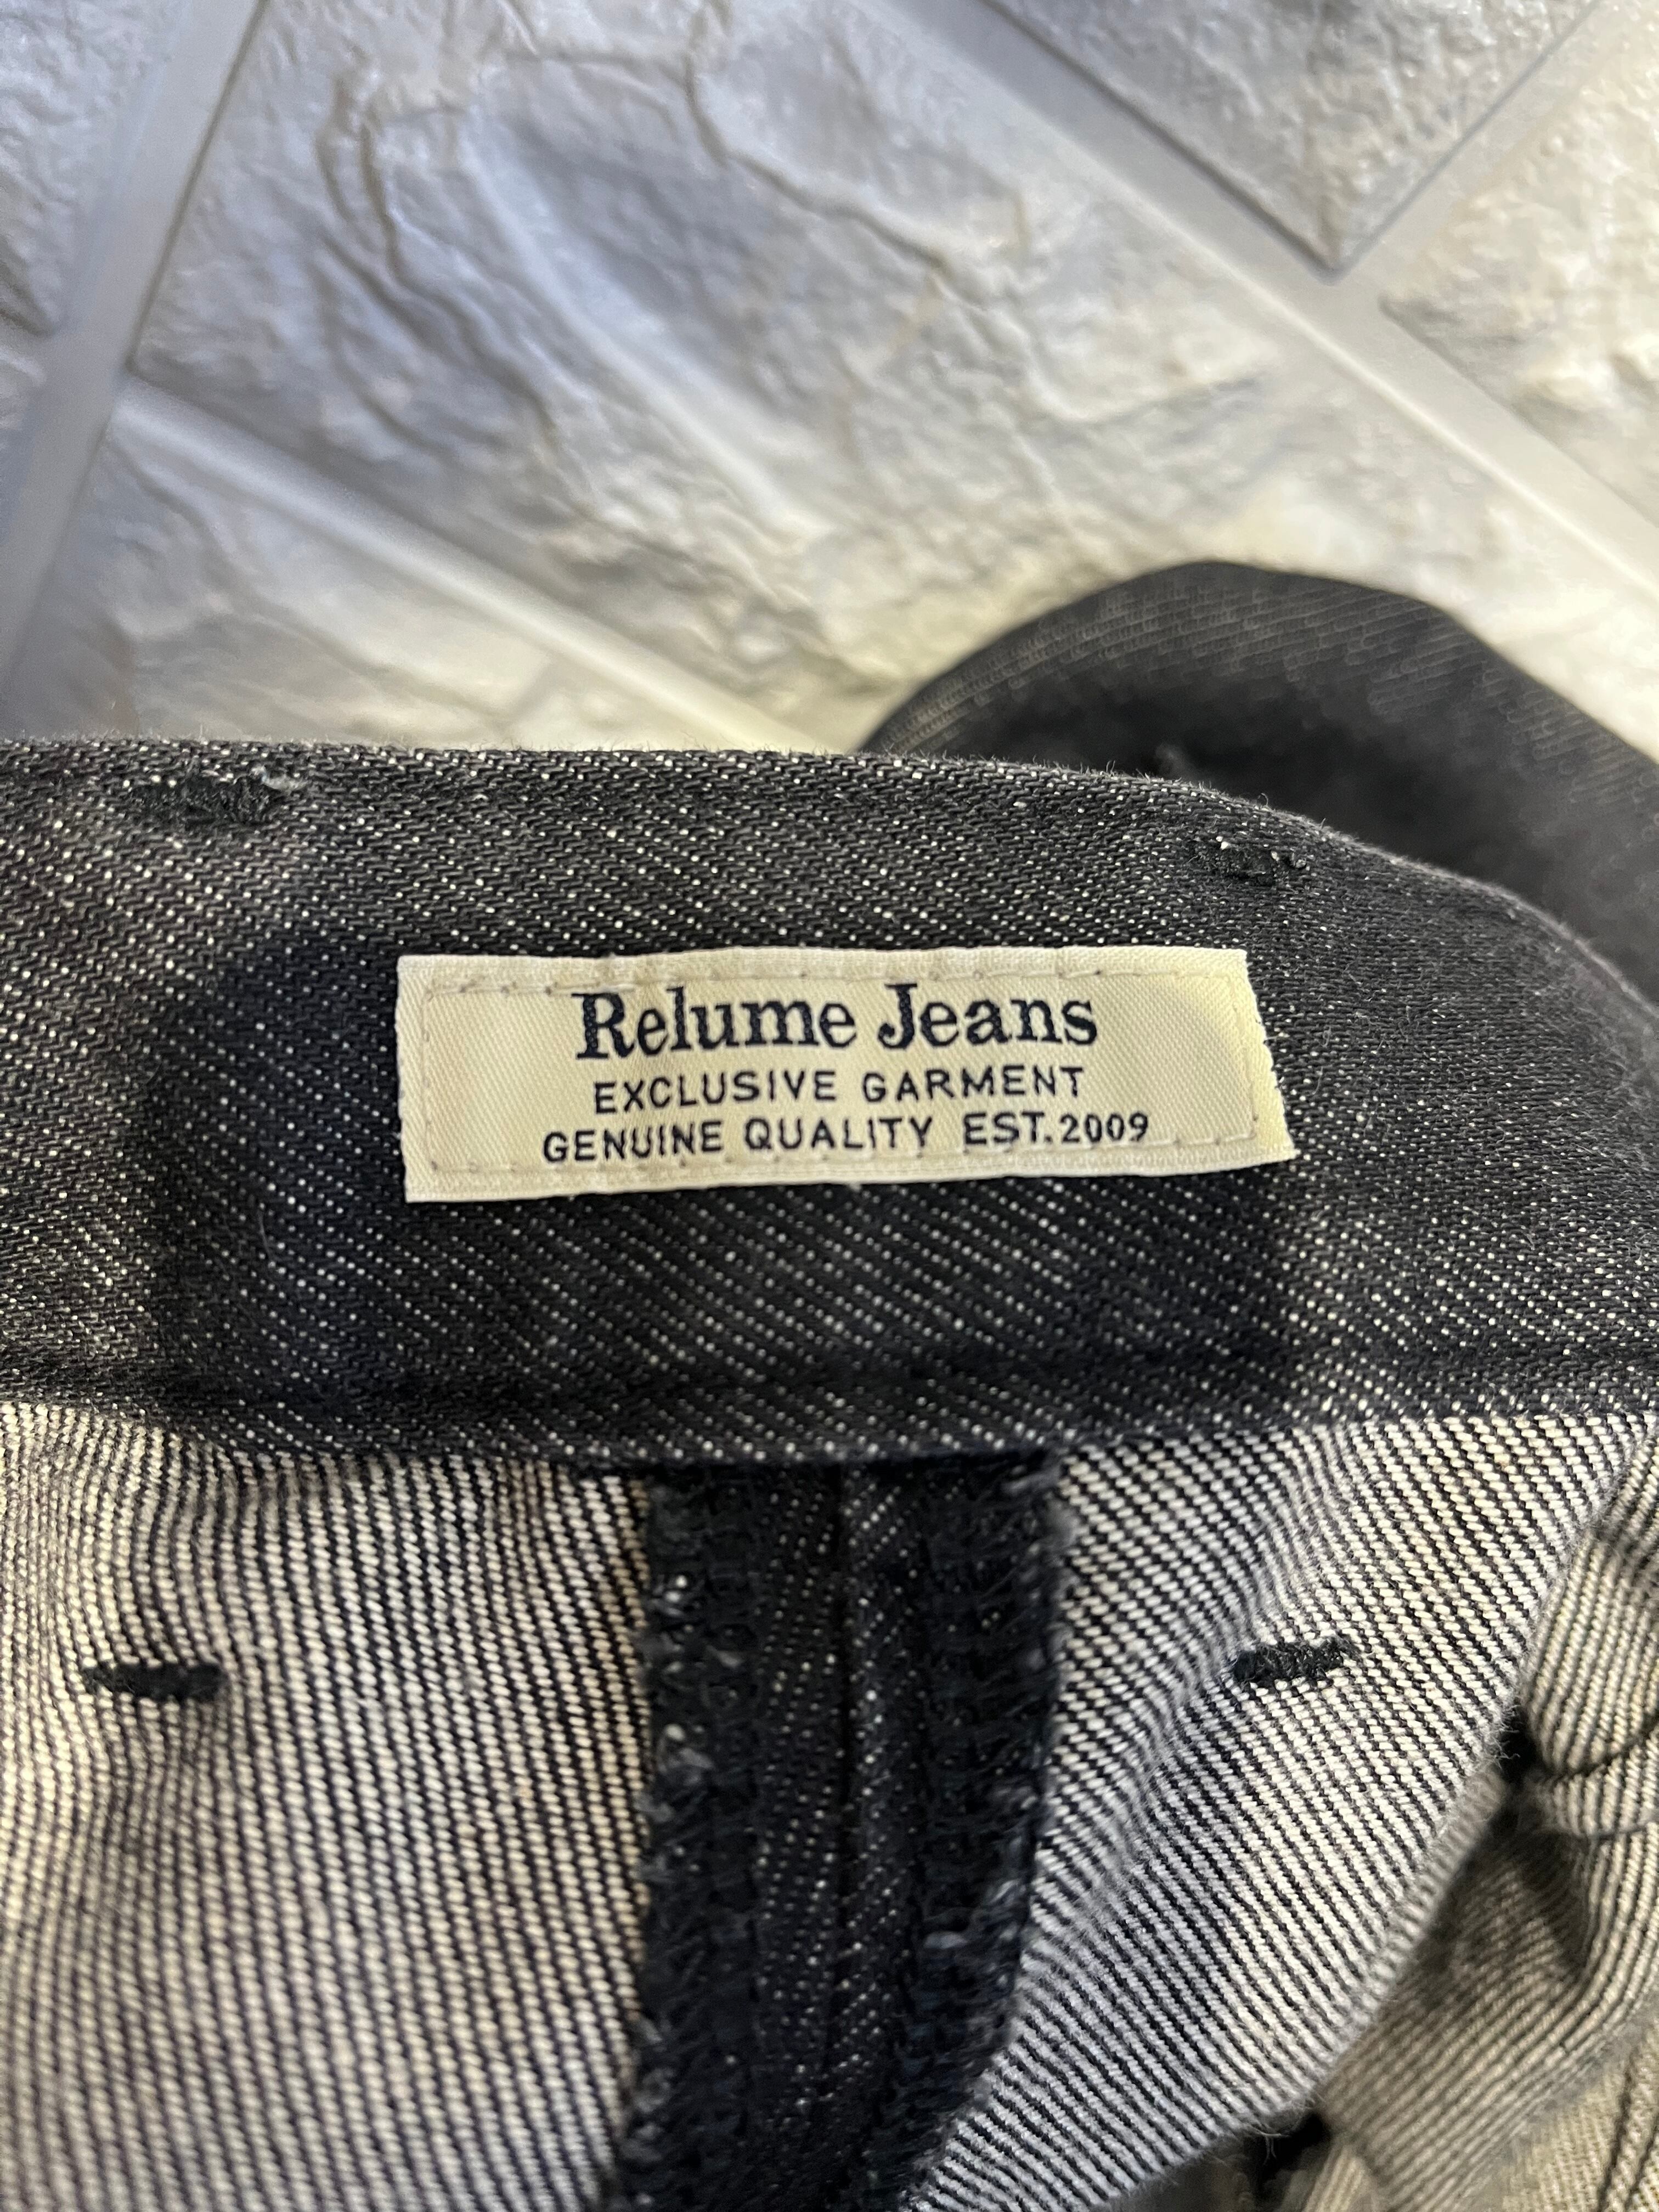 Relume Jeans
EXCLUSIVE GARMENT
GENUINE QUALITY EST.2009